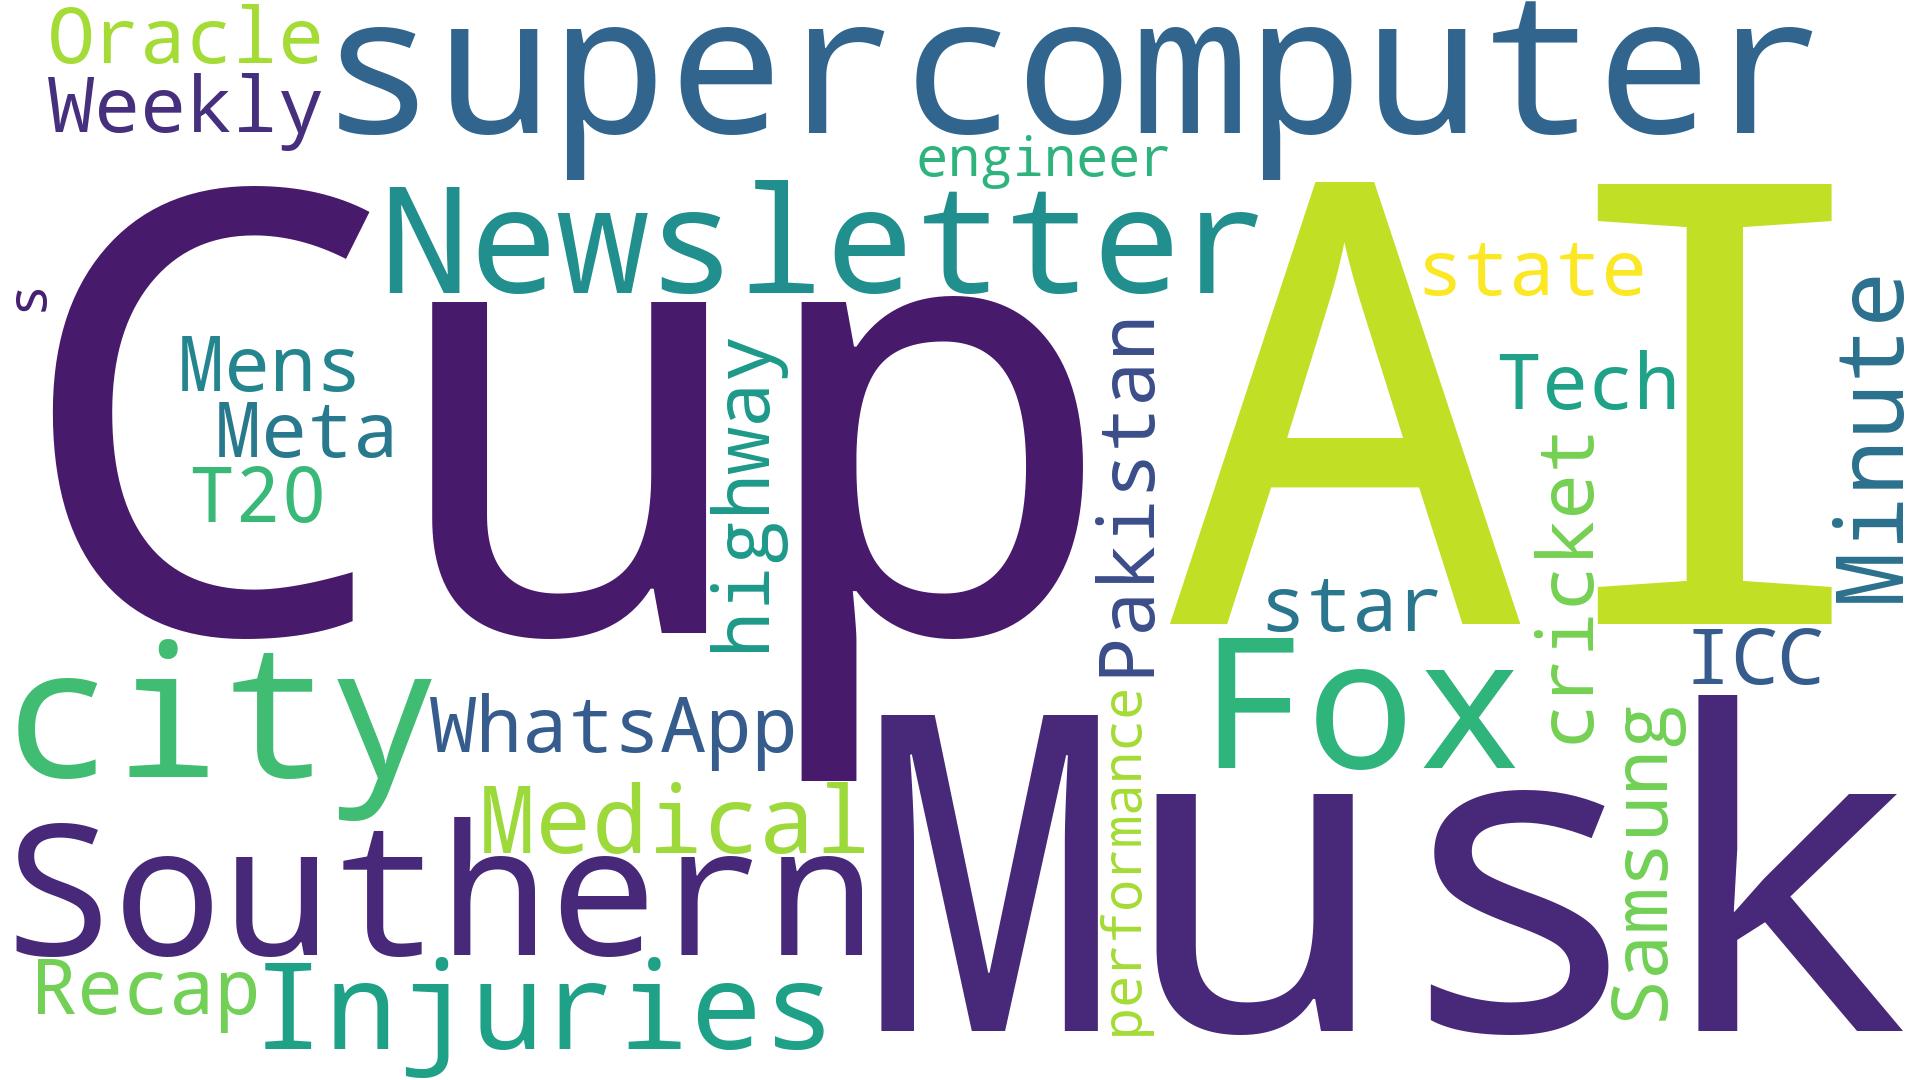 Oracle
supercomputer
Weekly
engineer
Newsletter
Cup
AI
state
Minute
s
Mens
Meta
T20
highway
Pakistan
Tech
cricket
star
ICC
city
WhatsApp
Fox
Medical
Musk
performance
Samsung
Southern
Recap
Injuries